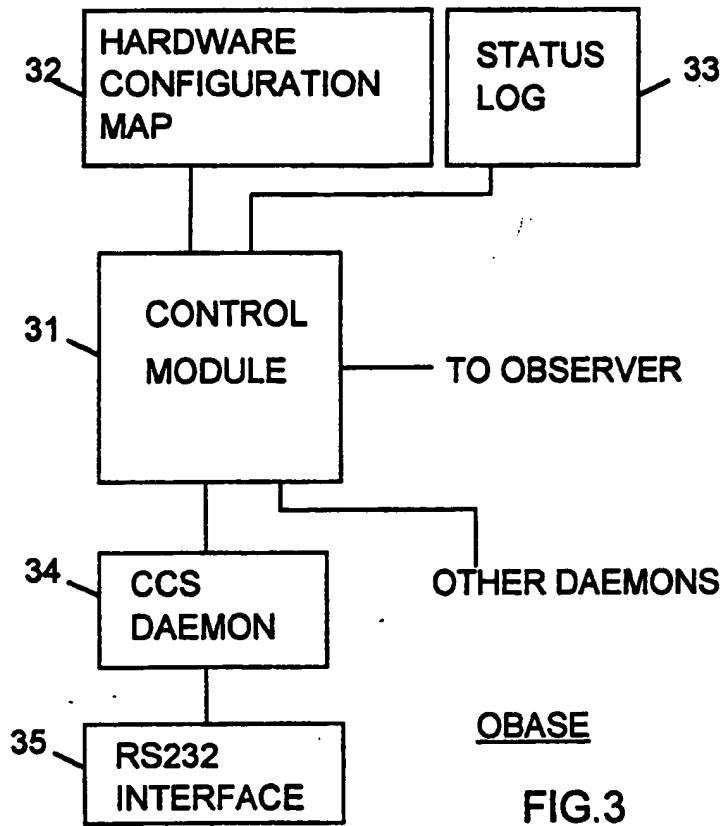 32
HARDWARE
CONFIGURATION
MAP
STATUS
LOG
33
31
CONTROL
MODULE
TO OBSERVER
34
CCS
DAEMON
OTHER DAEMONS
35
RS232
INTERFACE
OBASE
FIG.3